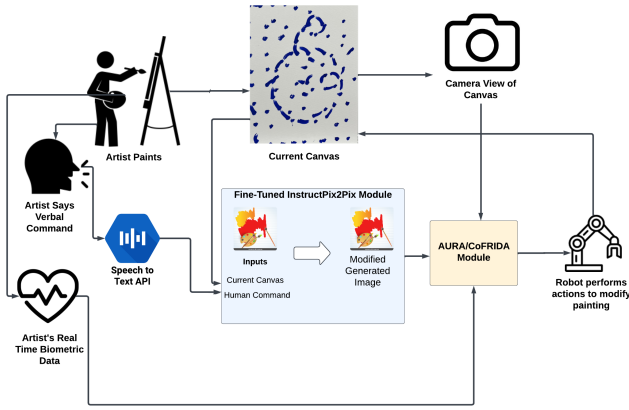 Artist Paints
Current Canvas
Camera View of
Canvas
Artist Says
Verbal
Command
Speech to
Text API
Fine-Tuned InstructPix2Pix Module
Inputs
Current Canvas
Human Command
Modified
Generated
Image
AURA/CoFRIDA
Module
Robot performs
actions to modify
painting
Artist's Real
Time Biometric
Data